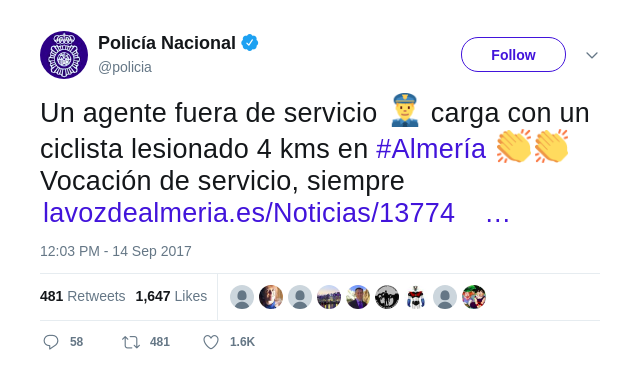 Policía Nacional
@policia
Follow
Un agente fuera de servicio 👮‍♂️ carga con un
ciclista lesionado 4 kms en #Almería 👏👏
Vocación de servicio, siempre
lavozdealmeria.es/Noticias/13774 …
12:03 PM - 14 Sep 2017
481 Retweets 1,647 Likes
58 481 1.6K